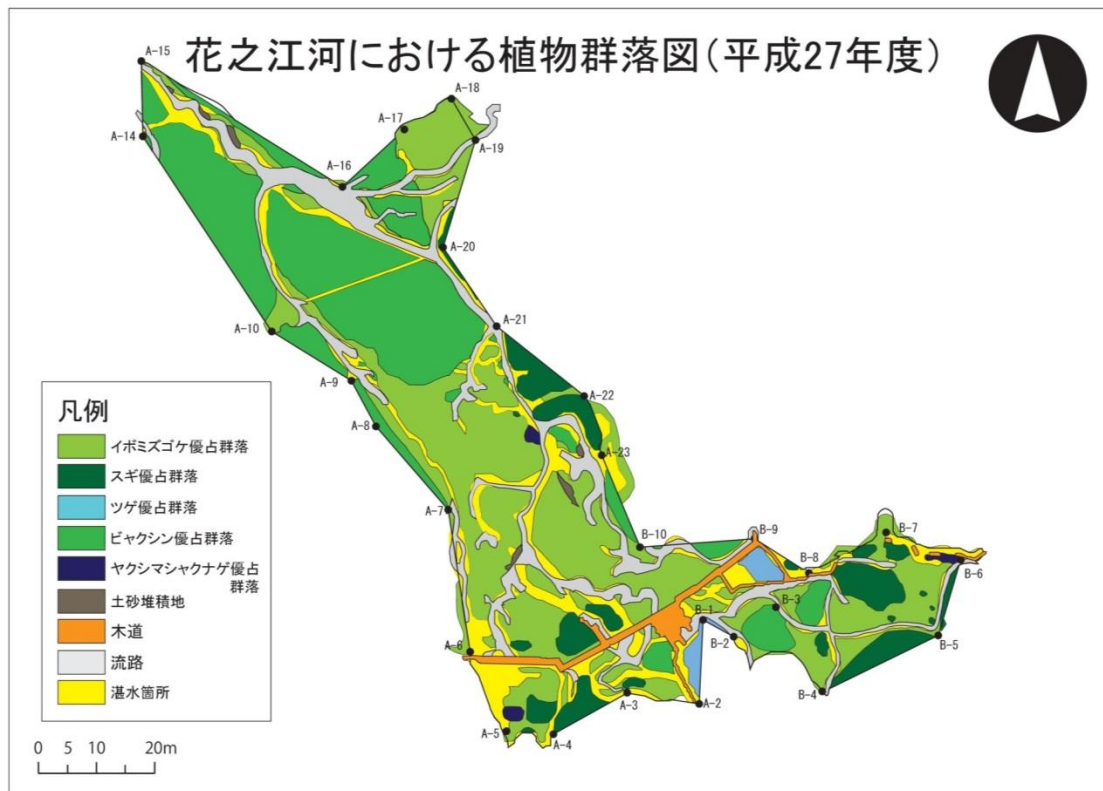 花之江河における植物群落図(平成27年度)
A-15
A-18
A-17
A-14
A-19
A-16
A-20
A-21
A-10
A-9
A-22
A-8
A-23
A-7
B-10
B-9
B-7
B-8
B-6
B-3
B-1
B-2
B-5
A-6
B-4
A-3
A-2
A-5
A-4
凡例
イボミズゴケ優占群落
スギ優占群落
ツゲ優占群落
ビャクシン優占群落
ヤクシマシャクナゲ優占
群落
土砂堆積地
木道
流路
湛水箇所
0 5 10 20m